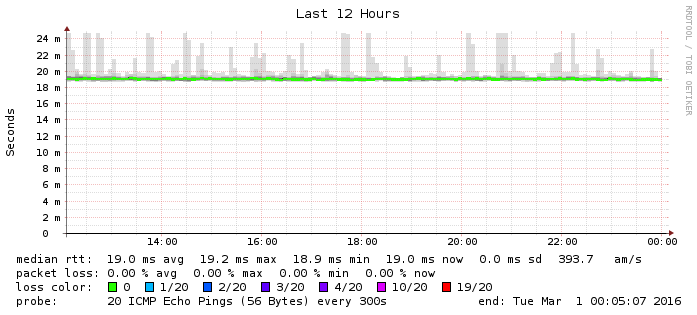 Last 12 Hours
RRDTOOL / TOBI OETIKER
Seconds
24 m
22 m
20 m
18 m
16 m
14 m
12 m
10 m
8 m
6 m
4 m
2 m
0
14:00 16:00 18:00 20:00 22:00 00:00
median rtt: 19.0 ms avg 19.2 ms max 18.9 ms min 19.0 ms now 0.0 ms sd 393.7 am/s
packet loss: 0.00 % avg 0.00 % max 0.00 % min 0.00 % now
loss color: 0 1/20 2/20 3/20 4/20 10/20 19/20
probe: 20 ICMP Echo Pings (56 Bytes) every 300s end: Tue Mar 1 00:05:07 2016